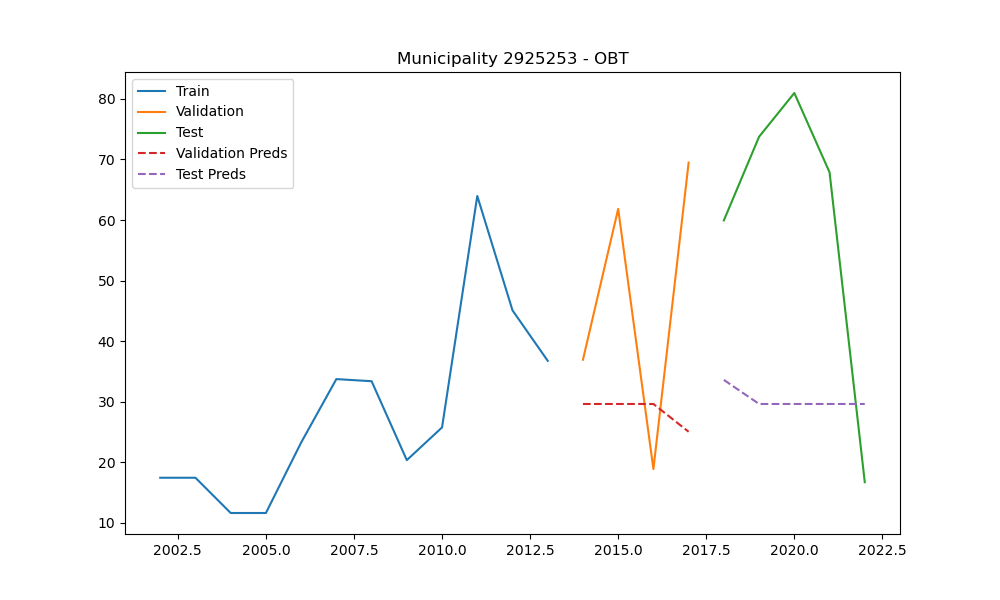 Municipality 2925253 - OBT
Train
Validation
Test
Validation Preds
Test Preds
80
70
60
50
40
30
20
10
2002.5 2005.0 2007.5 2010.0 2012.5 2015.0 2017.5 2020.0 2022.5